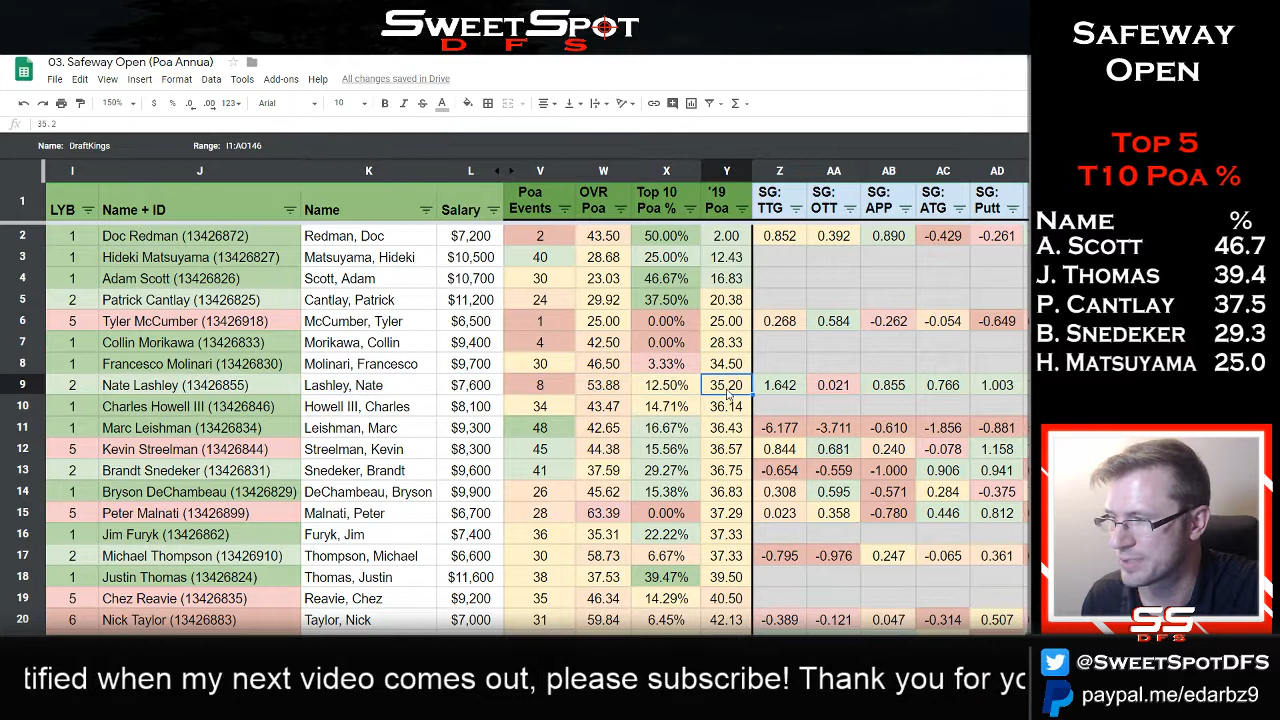 SWEETSPOT
DFS
03. Safeway Open (Poa Annua)
File Edit View Insert Format Data Tools Add-ons Help All changes saved in Drive
150% $ % .0 .00 123 Arial 10 B I S A
fx 35.2
Name: DraftKings Range: I1:AO146
I J K L V W X Y Z AA AB AC AD
1 LYB Name + ID Name Salary Poa Events OVR Poa Top 10 Poa % '19 Poa SG: TTG SG: OTT SG: APP SG: ATG SG: Putt
2 1 Doc Redman (13426872) Redman, Doc $7,200 2 43.50 50.00% 2.00 0.852 0.392 0.890 -0.429 -0.261
3 1 Hideki Matsuyama (13426827) Matsuyama, Hideki $10,500 40 28.68 25.00% 12.43
4 1 Adam Scott (13426826) Scott, Adam $10,700 30 23.03 46.67% 16.83
5 2 Patrick Cantlay (13426825) Cantlay, Patrick $11,200 24 29.92 37.50% 20.38
6 5 Tyler McCumber (13426918) McCumber, Tyler $6,500 1 25.00 0.00% 25.00 0.268 0.584 -0.262 -0.054 -0.649
7 1 Collin Morikawa (13426833) Morikawa, Collin $9,400 4 42.50 0.00% 28.33
8 1 Francesco Molinari (13426830) Molinari, Francesco $9,700 30 46.50 3.33% 34.50
9 2 Nate Lashley (13426855) Lashley, Nate $7,600 8 53.88 12.50% 35.20 1.642 0.021 0.855 0.766 1.003
10 1 Charles Howell III (13426844) Howell III, Charles $8,100 34 43.47 14.71% 36.14
11 1 Marc Leishman (13426834) Leishman, Marc $9,300 48 42.65 16.67% 36.43 -6.177 -3.711 -0.610 -1.856 -0.881
12 5 Kevin Streelman (13426844) Streelman, Kevin $8,300 45 44.38 15.56% 36.57 0.844 0.681 0.240 -0.078 1.158
13 2 Brandt Snedeker (13426831) Snedeker, Brandt $9,600 41 37.59 29.27% 36.75 -0.654 -0.559 -1.000 0.906 0.941
14 1 Bryson DeChambeau (13426829) DeChambeau, Bryson $9,900 26 45.62 15.38% 36.83 0.308 0.595 -0.571 0.284 -0.375
15 5 Peter Malnati (13426899) Malnati, Peter $6,700 28 63.39 0.00% 37.29 0.023 0.358 -0.780 0.446 0.812
16 1 Jim Furyk (13426862) Furyk, Jim $7,400 36 35.31 22.22% 37.33
17 2 Michael Thompson (13426910) Thompson, Michael $6,600 30 58.73 6.67% 37.33 -0.795 -0.976 0.247 -0.065 0.361
18 1 Justin Thomas (13426824) Thomas, Justin $11,600 38 37.53 39.47% 39.50
19 5 Chez Reavie (13426835) Reavie, Chez $9,200 35 46.34 14.29% 40.50
20 6 Nick Taylor (13426883) Taylor, Nick $7,000 31 59.84 6.45% 42.13 -0.389 -0.121 0.047 -0.314 0.507
SAFEWAY
OPEN
TOP 5
T10 POA %
NAME %
A. SCOTT 46.7
J. THOMAS 39.4
P. CANTLAY 37.5
B. SNEDEKER 29.3
H. MATSUYAMA 25.0
SS
DFS
tified when my next video comes out, please subscribe! Thank you for yo
@SWEETSPOTDFS
paypal.me/edarbz9